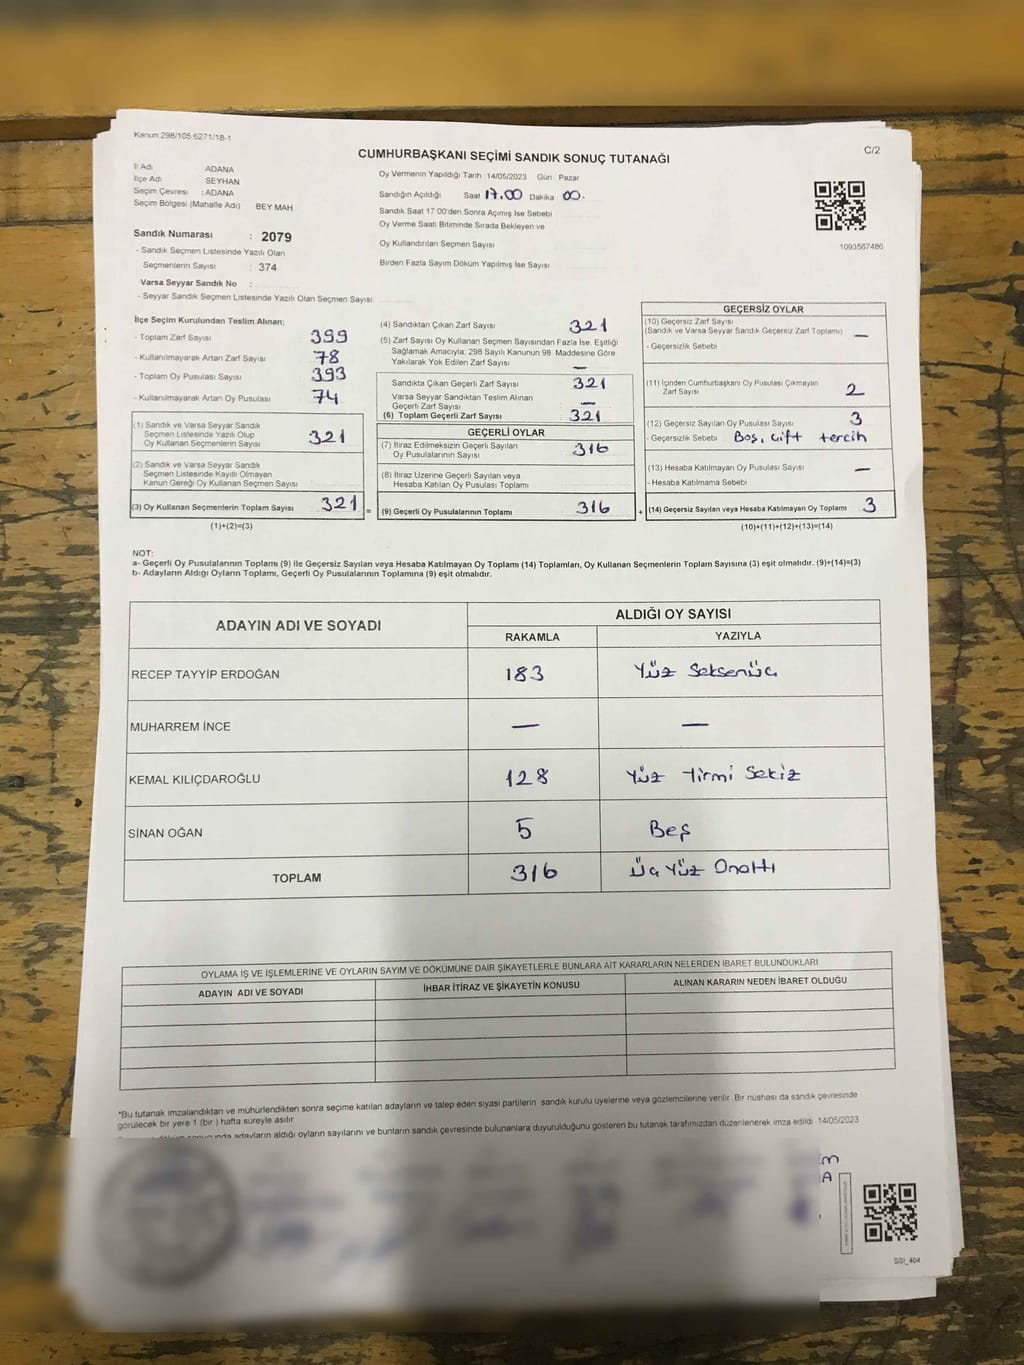 Kanun 298/105 6271/18-1
C/2
CUMHURBAŞKANI SEÇİMİ SANDIK SONUÇ TUTANAĞI
İl Adı ADANA
İlçe Adı SEYHAN
Seçim Çevresi : ADANA
Seçim Bölgesi (Mahalle Adı) BEY MAH
Sandık Numarası : 2079
- Sandık Seçmen Listesinde Yazılı Olan
Seçmenlerin Sayısı : 374
Varsa Seyyar Sandık No :
- Seyyar Sandık Seçmen Listesinde Yazılı Olan Seçmen Sayısı:
Oy Vermenin Yapıldığı Tarih 14/05/2023 Gün Pazar
Sandığın Açıldığı Saat 17.00 Dakika 00.
Sandık Saat 17:00'den Sonra Açımış İse Sebebi
Oy Verme Saati Bitiminde Sırada Bekleyen ve
Oy Kullandırılan Seçmen Sayısı
Birden Fazla Sayım Döküm Yapılmış İse Sayısı
1093567486
İlçe Seçim Kurulundan Teslim Alınan;
- Toplam Zarf Sayısı 399
- Kullanılmayarak Artan Zarf Sayısı 78
- Toplam Oy Pusulası Sayısı 393
- Kullanılmayarak Artan Oy Pusulası 74
(1) Sandık ve Varsa Seyyar Sandık
Seçmen Listesinde Yazılı Olup
Oy Kullanan Seçmenlerin Sayısı 321
(2) Sandık ve Varsa Seyyar Sandık
Seçmen Listesinde Kayıtlı Olmayan
Kanun Gereği Oy Kullanan Seçmen Sayısı
(3) Oy Kullanan Seçmenlerin Toplam Sayısı 321 =
(1)+(2)=(3)
(4) Sandıktan Çıkan Zarf Sayısı 321
(5) Zarf Sayısı Oy Kullanan Seçmen Sayısından Fazla İse, Eşitliği
Sağlamak Amacıyla; 298 Sayılı Kanunun 98 Maddesine Göre
Yakılarak Yok Edilen Zarf Sayısı —
Sandıkta Çıkan Geçerli Zarf Sayısı 321
Varsa Seyyar Sandıktan Teslim Alınan
Geçerli Zarf Sayısı —
(6) Toplam Geçerli Zarf Sayısı 321
GEÇERLİ OYLAR
(7) İtiraz Edilmeksizin Geçerli Sayılan
Oy Pusulalarının Sayısı 316
(8) İtiraz Üzerine Geçerli Sayılan veya
Hesaba Katılan Oy Pusulası Toplamı
(9) Geçerli Oy Pusulalarının Toplamı 316 +
GEÇERSİZ OYLAR
(10) Geçersiz Zarf Sayısı
(Sandık ve Varsa Seyyar Sandık Geçersiz Zarf Toplamı) —
- Geçersizlik Sebebi
(11) İçinden Cumhurbaşkanı Oy Pusulası Çıkmayan
Zarf Sayısı 2
(12) Geçersiz Sayılan Oy Pusulası Sayısı 3
- Geçersizlik Sebebi Boş, çift tercih
(13) Hesaba Katılmayan Oy Pusulası Sayısı —
- Hesaba Katılmama Sebebi
(14) Geçersiz Sayılan veya Hesaba Katılmayan Oy Toplamı 3
(10)+(11)+(12)+(13)=(14)
NOT:
a- Geçerli Oy Pusulalarının Toplamı (9) ile Geçersiz Sayılan veya Hesaba Katılmayan Oy Toplamı (14) Toplamları, Oy Kullanan Seçmenlerin Toplam Sayısına (3) eşit olmalıdır. (9)+(14)=(3)
b- Adayların Aldığı Oyların Toplamı, Geçerli Oy Pusulalarının Toplamına (9) eşit olmalıdır.
ADAYIN ADI VE SOYADI ALDIĞI OY SAYISI
RAKAMLA YAZIYLA
RECEP TAYYİP ERDOĞAN 183 Yüz Seksenüç
MUHARREM İNCE — —
KEMAL KILIÇDAROĞLU 128 Yüz Yirmi Sekiz
SİNAN OĞAN 5 Beş
TOPLAM 316 Üç Yüz Onaltı
OYLAMA İŞ VE İŞLEMLERİNE VE OYLARIN SAYIM VE DÖKÜMÜNE DAİR ŞİKAYETLERLE BUNLARA AİT KARARLARIN NELERDEN İBARET BULUNDUKLARI
ADAYIN ADI VE SOYADI İHBAR İTİRAZ VE ŞİKAYETİN KONUSU ALINAN KARARIN NEDEN İBARET OLDUĞU
*Bu tutanak imzalandıktan ve mühürlendikten sonra seçime katılan adayların ve talep eden siyasi partilerin sandık kurulu üyelerine veya gözlemcilerine verilir. Bir nüshası da sandık çevresinde
görülecek bir yere 1 (bir ) hafta süreyle asılır
adayların aldığı oyların sayılarını ve bunların sandık çevresinde bulunanlara duyurulduğunu gösteren bu tutanak tarafımızdan düzenlenerek imza edildi. 14/05/2023
SSI_464